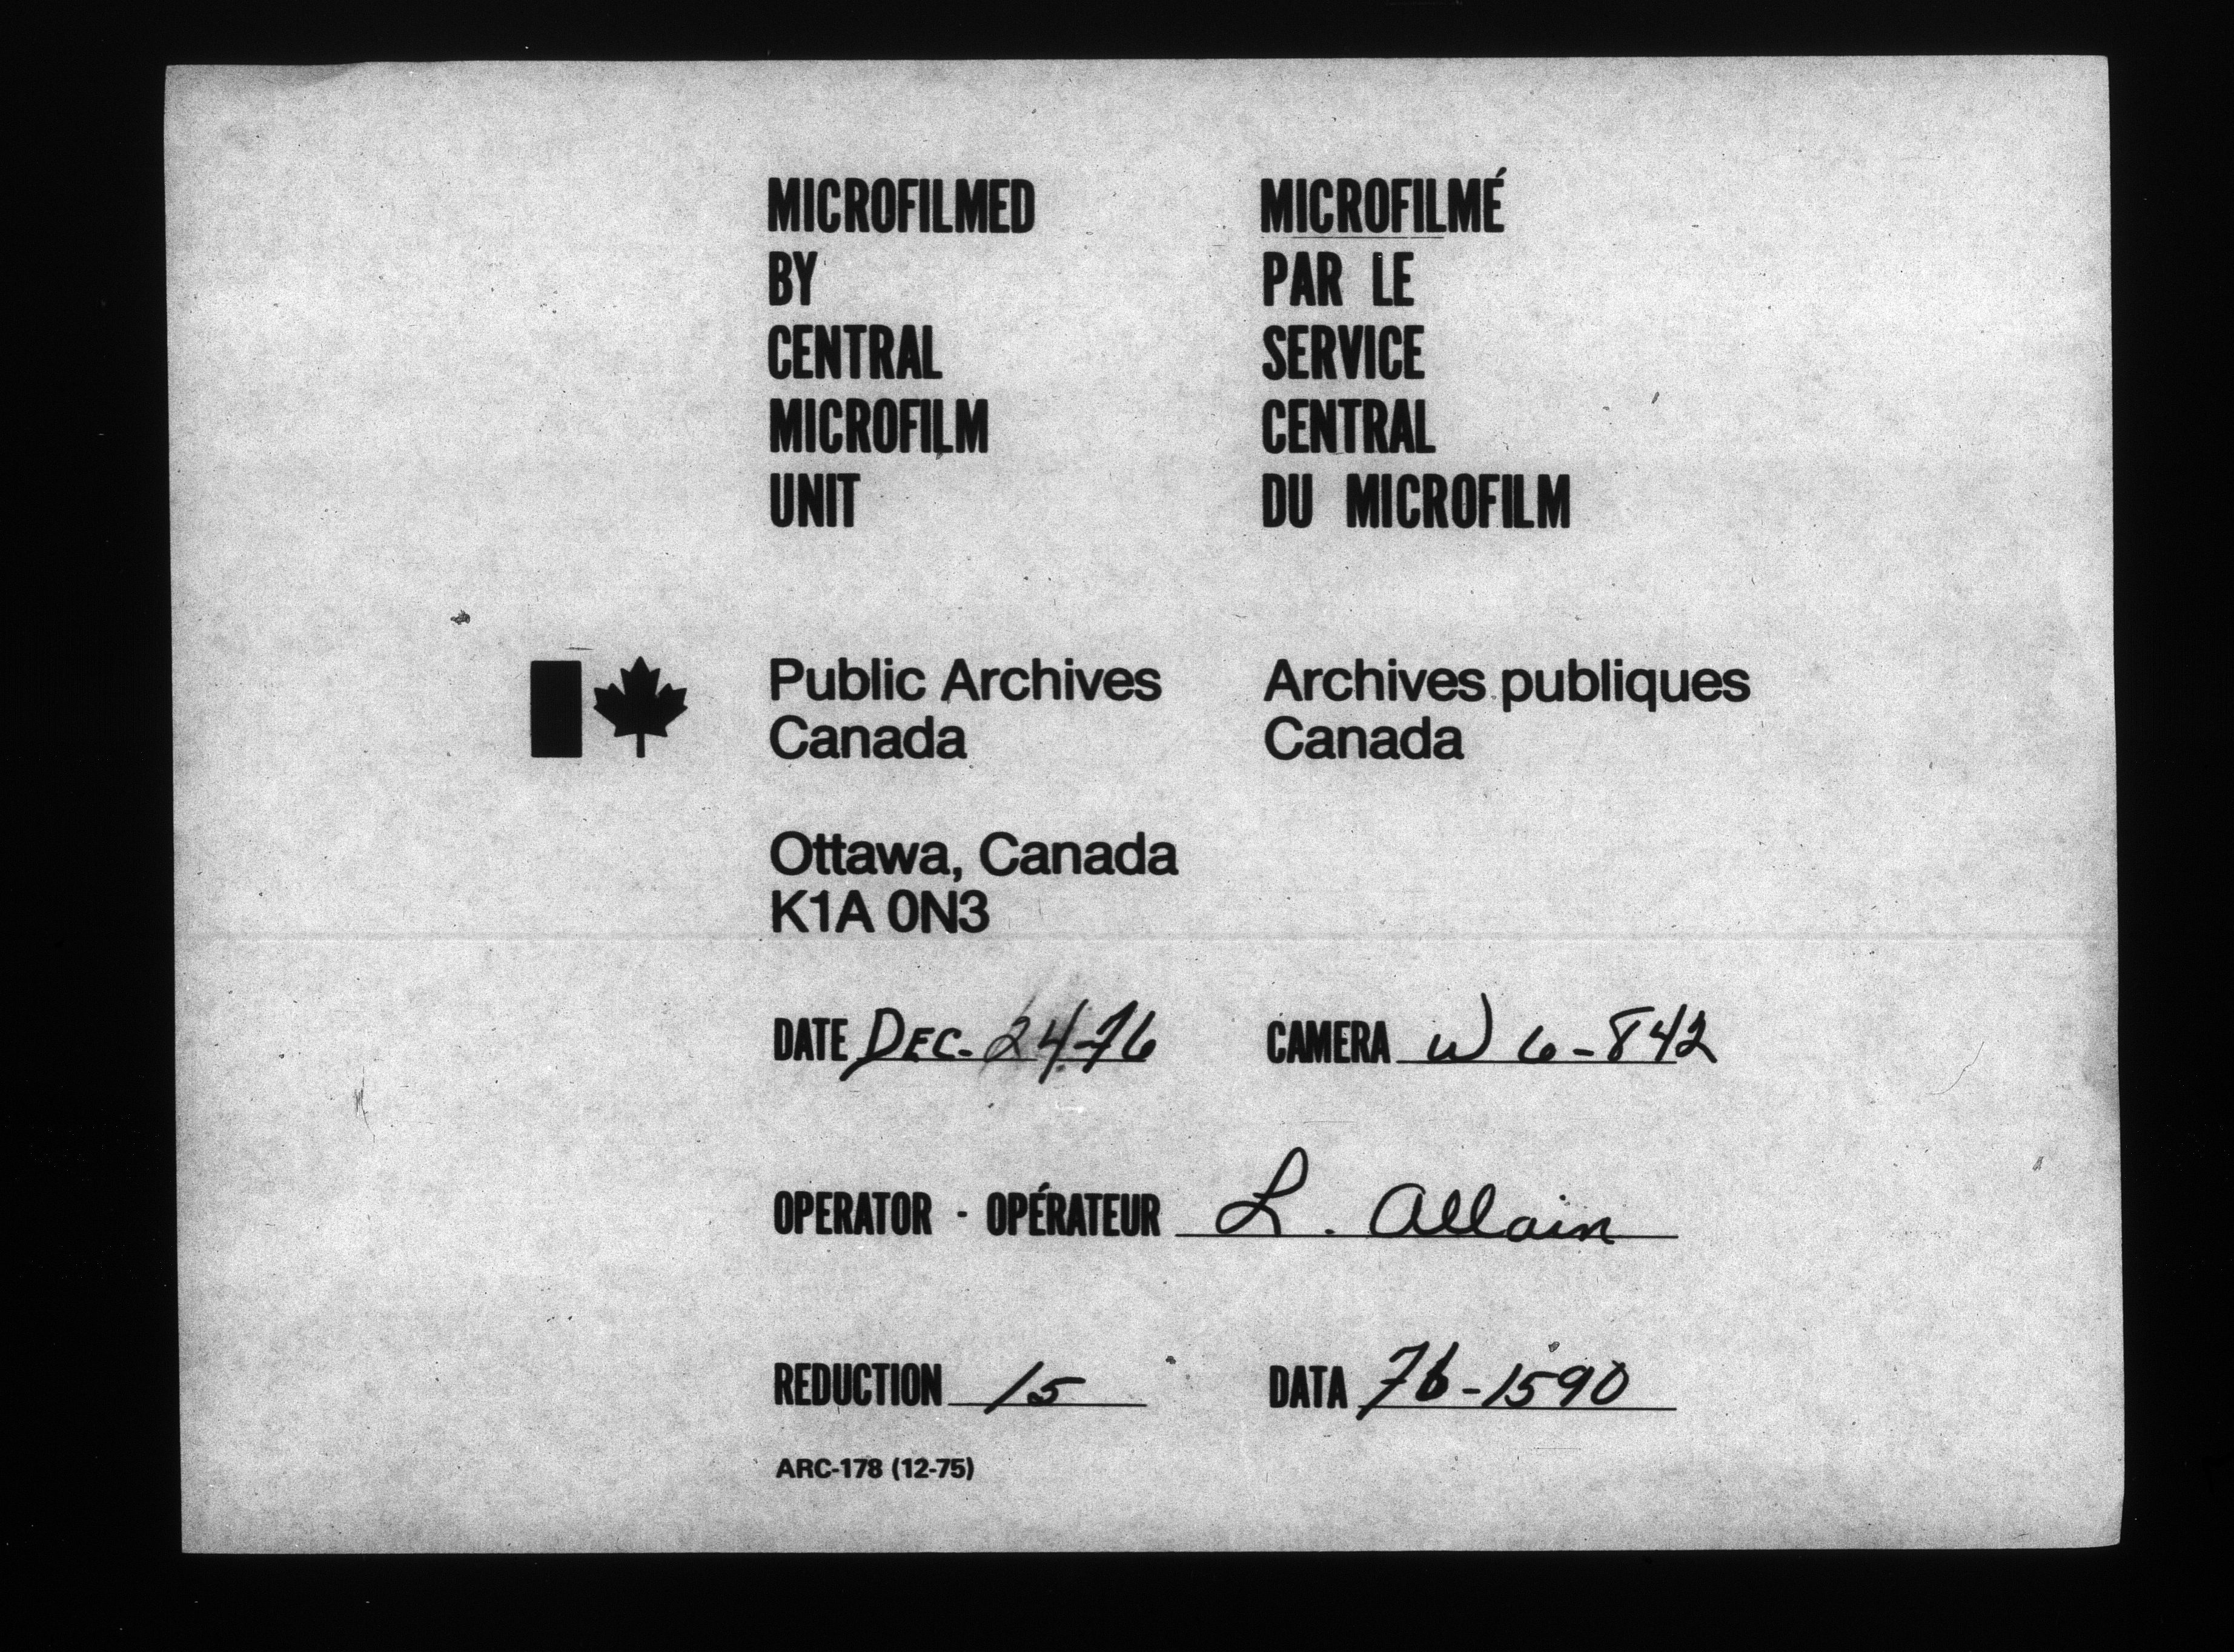 MICROFILMED
BY
CENTRAL
MICROFILM
UNIT
MICROFILMÉ
PAR LE
SERVICE
CENTRAL
DU MICROFILM
Public Archives
Canada
Archives publiques
Canada
Ottawa, Canada
K1A 0N3
DATE DEC. 24-76
CAMERA W 6-842
OPERATOR - OPÉRATEUR L. Allain
REDUCTION 15
DATA 76-1590
ARC-178 (12-75)